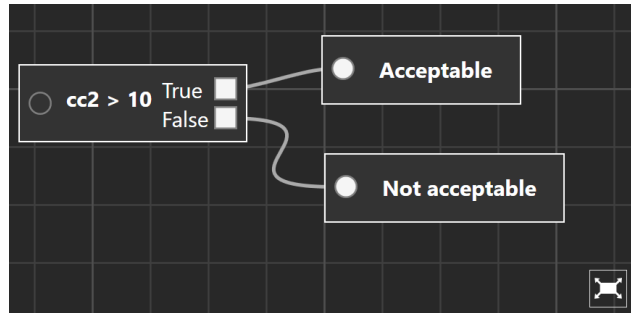 cc2 > 10
True
False
Acceptable
Not acceptable